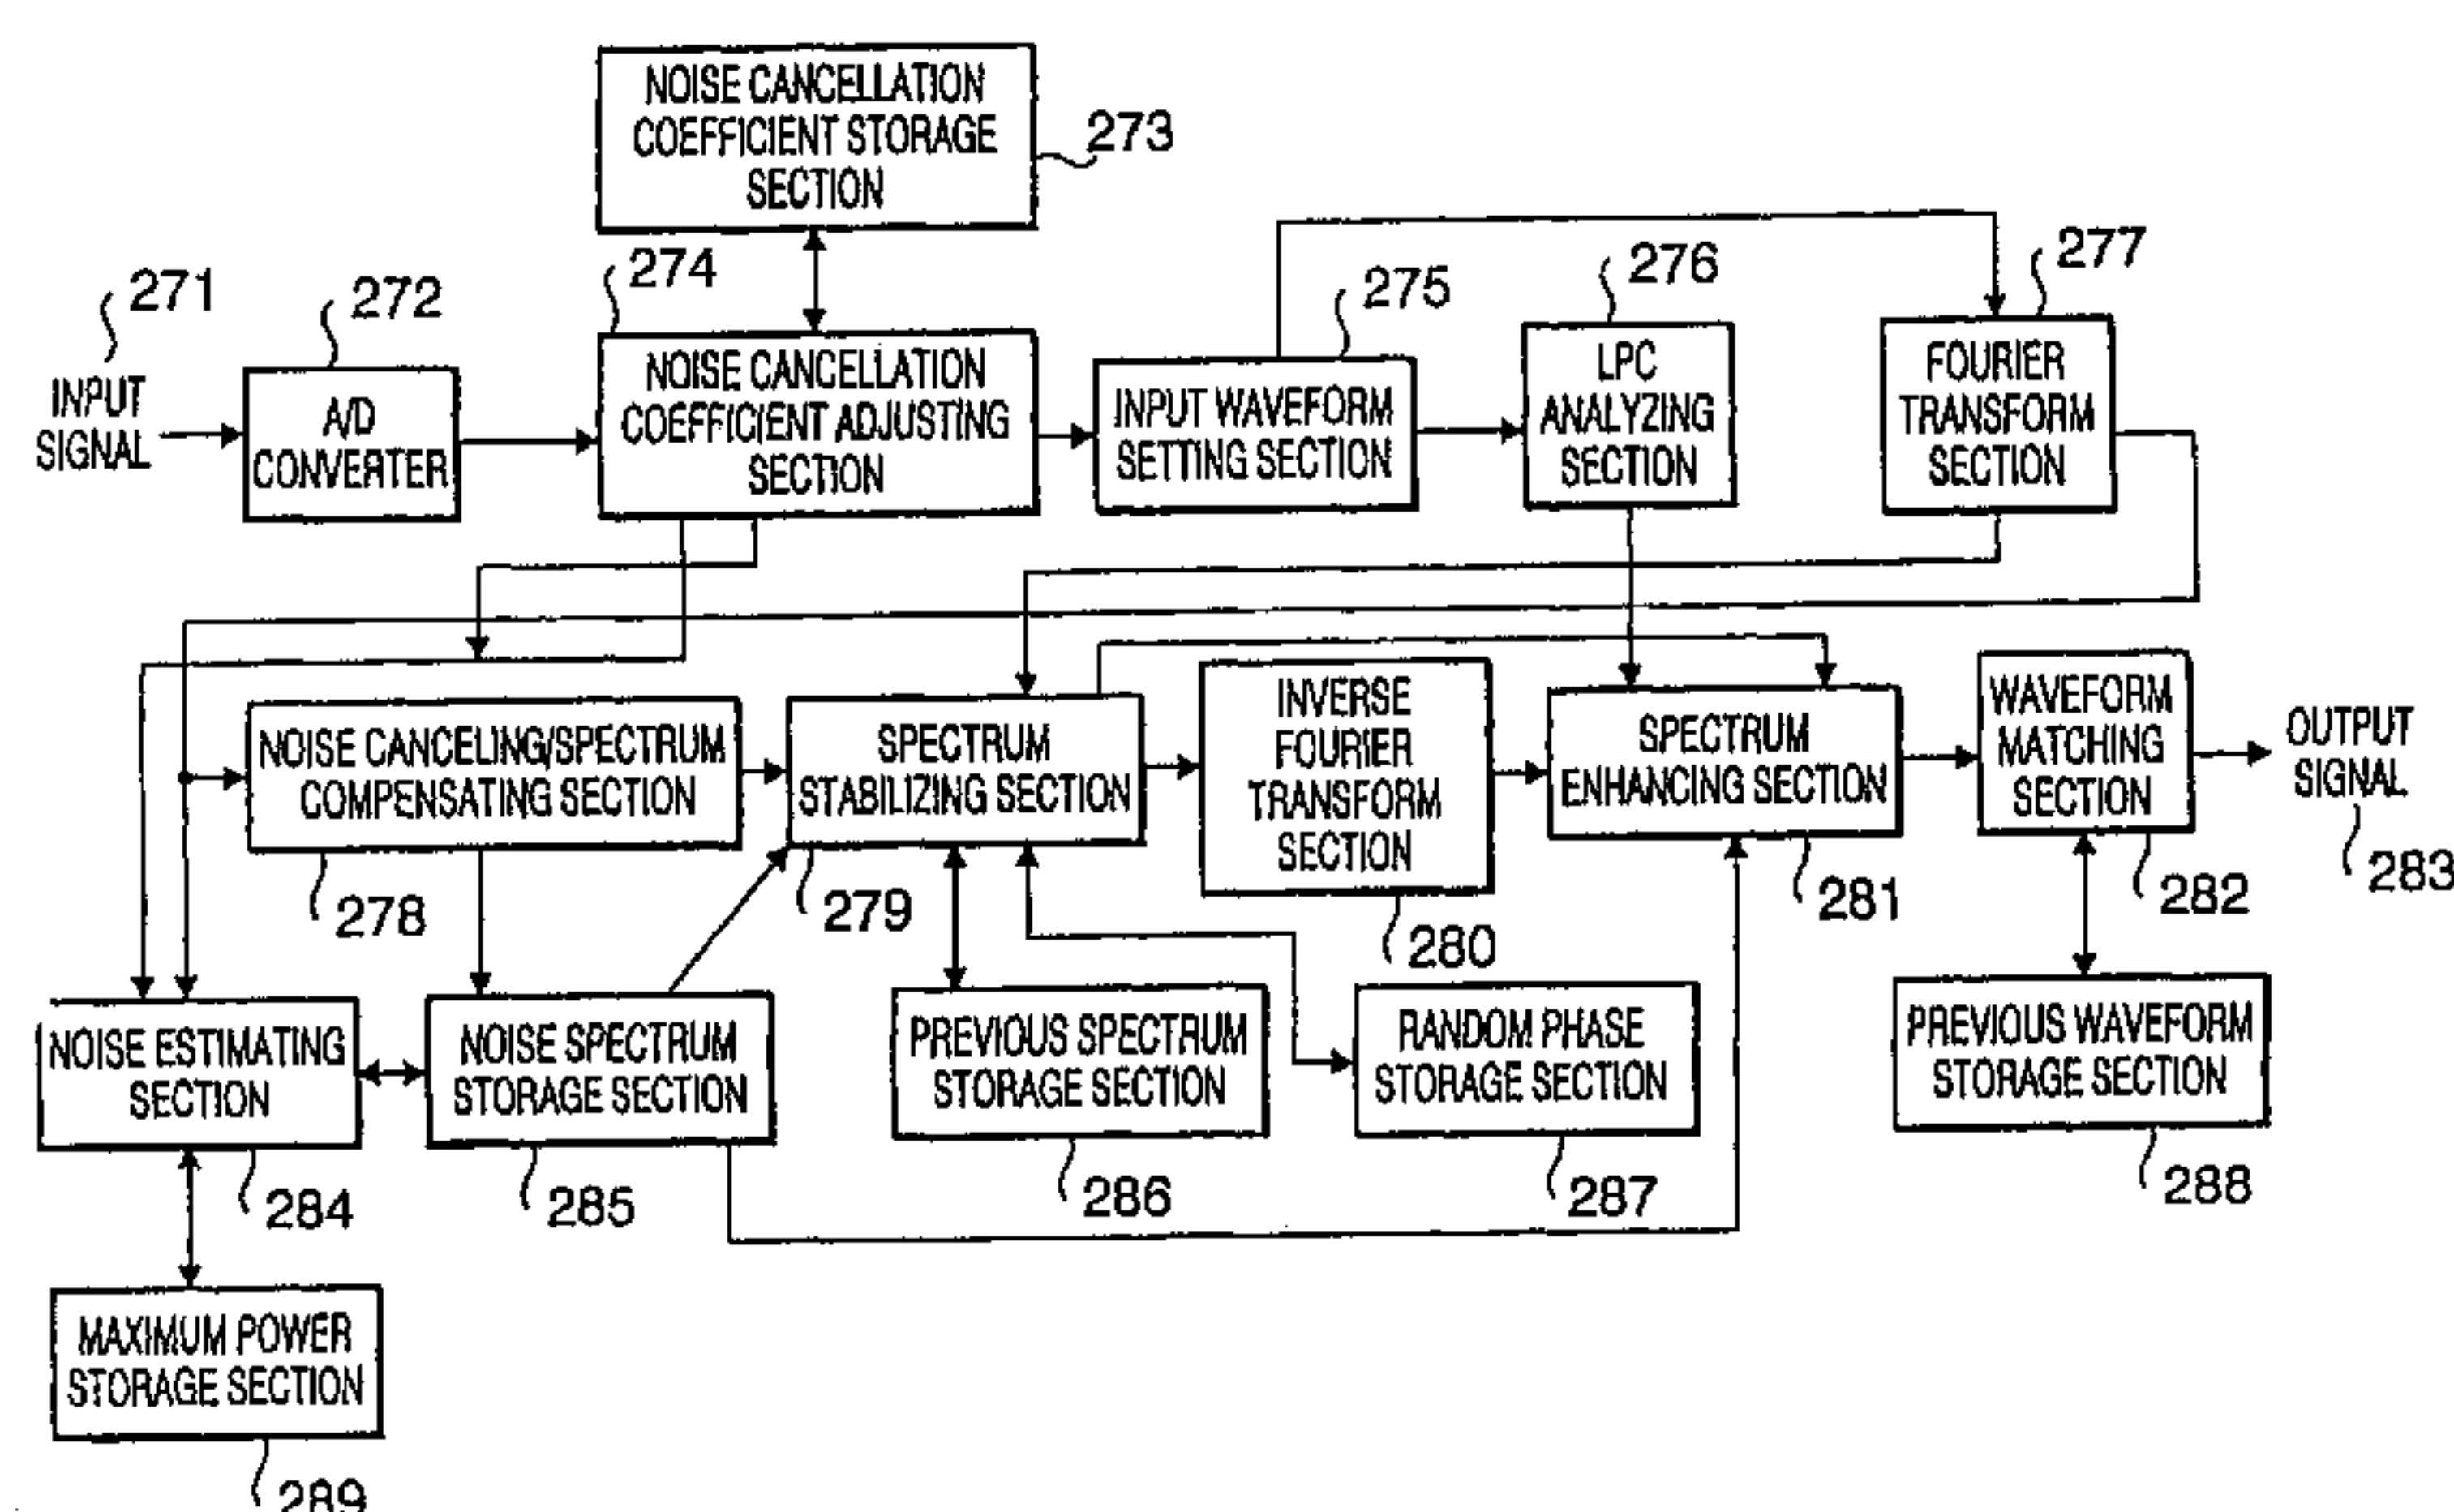 NOISE CANCELLATION
COEFFICIENT STORAGE
SECTION
273
271
INPUT
SIGNAL
272
A/D
CONVERTER
274
NOISE CANCELLATION
COEFFICIENT ADJUSTING
SECTION
275
INPUT WAVEFORM
SETTING SECTION
276
LPC
ANALYZING
SECTION
277
FOURIER
TRANSFORM
SECTION
NOISE CANCELING/SPECTRUM
COMPENSATING SECTION
278
SPECTRUM
STABILIZING SECTION
279
INVERSE
FOURIER
TRANSFORM
SECTION
280
SPECTRUM
ENHANCING SECTION
281
WAVEFORM
MATCHING
SECTION
282
OUTPUT
SIGNAL
283
NOISE ESTIMATING
SECTION
284
NOISE SPECTRUM
STORAGE SECTION
285
PREVIOUS SPECTRUM
STORAGE SECTION
286
RANDOM PHASE
STORAGE SECTION
287
PREVIOUS WAVEFORM
STORAGE SECTION
288
MAXIMUM POWER
STORAGE SECTION
289